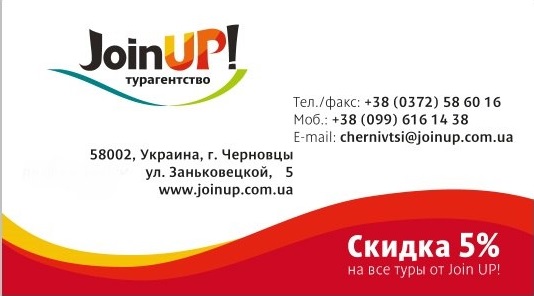 JoinUP!
турагентство
Тел./факс: +38 (0372) 58 60 16
Моб.: +38 (099) 616 14 38
E-mail: chernivtsi@joinup.com.ua
58002, Украина, г. Черновцы
ул. Заньковецкой, 5
www.joinup.com.ua
Скидка 5%
на все туры от Join UP!